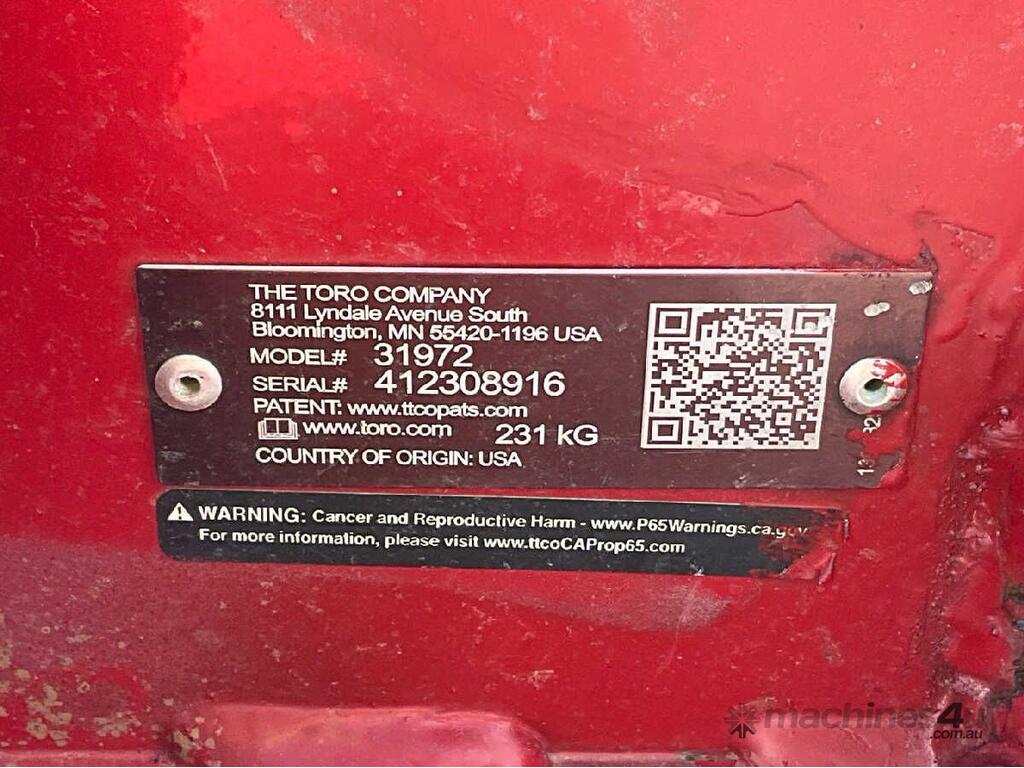 THE TORO COMPANY
8111 Lyndale Avenue South
Bloomington, MN 55420-1196 USA
MODEL# 31972
SERIAL# 412308916
PATENT: www.ttcopats.com
www.toro.com 231 kG
COUNTRY OF ORIGIN: USA
WARNING: Cancer and Reproductive Harm - www.P65Warnings.ca.gov
For more information, please visit www.ttcoCAProp65.com
machines4u
.com.au